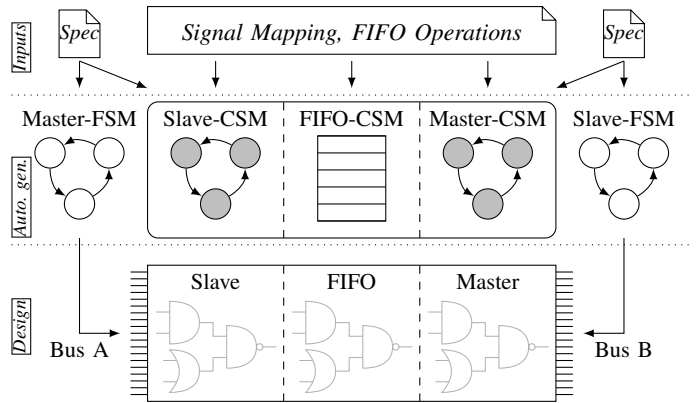 Inputs
Spec
Signal Mapping, FIFO Operations
Spec
Auto. gen.
Master-FSM
Slave-CSM
FIFO-CSM
Master-CSM
Slave-FSM
Design
Slave
FIFO
Master
Bus A
Bus B